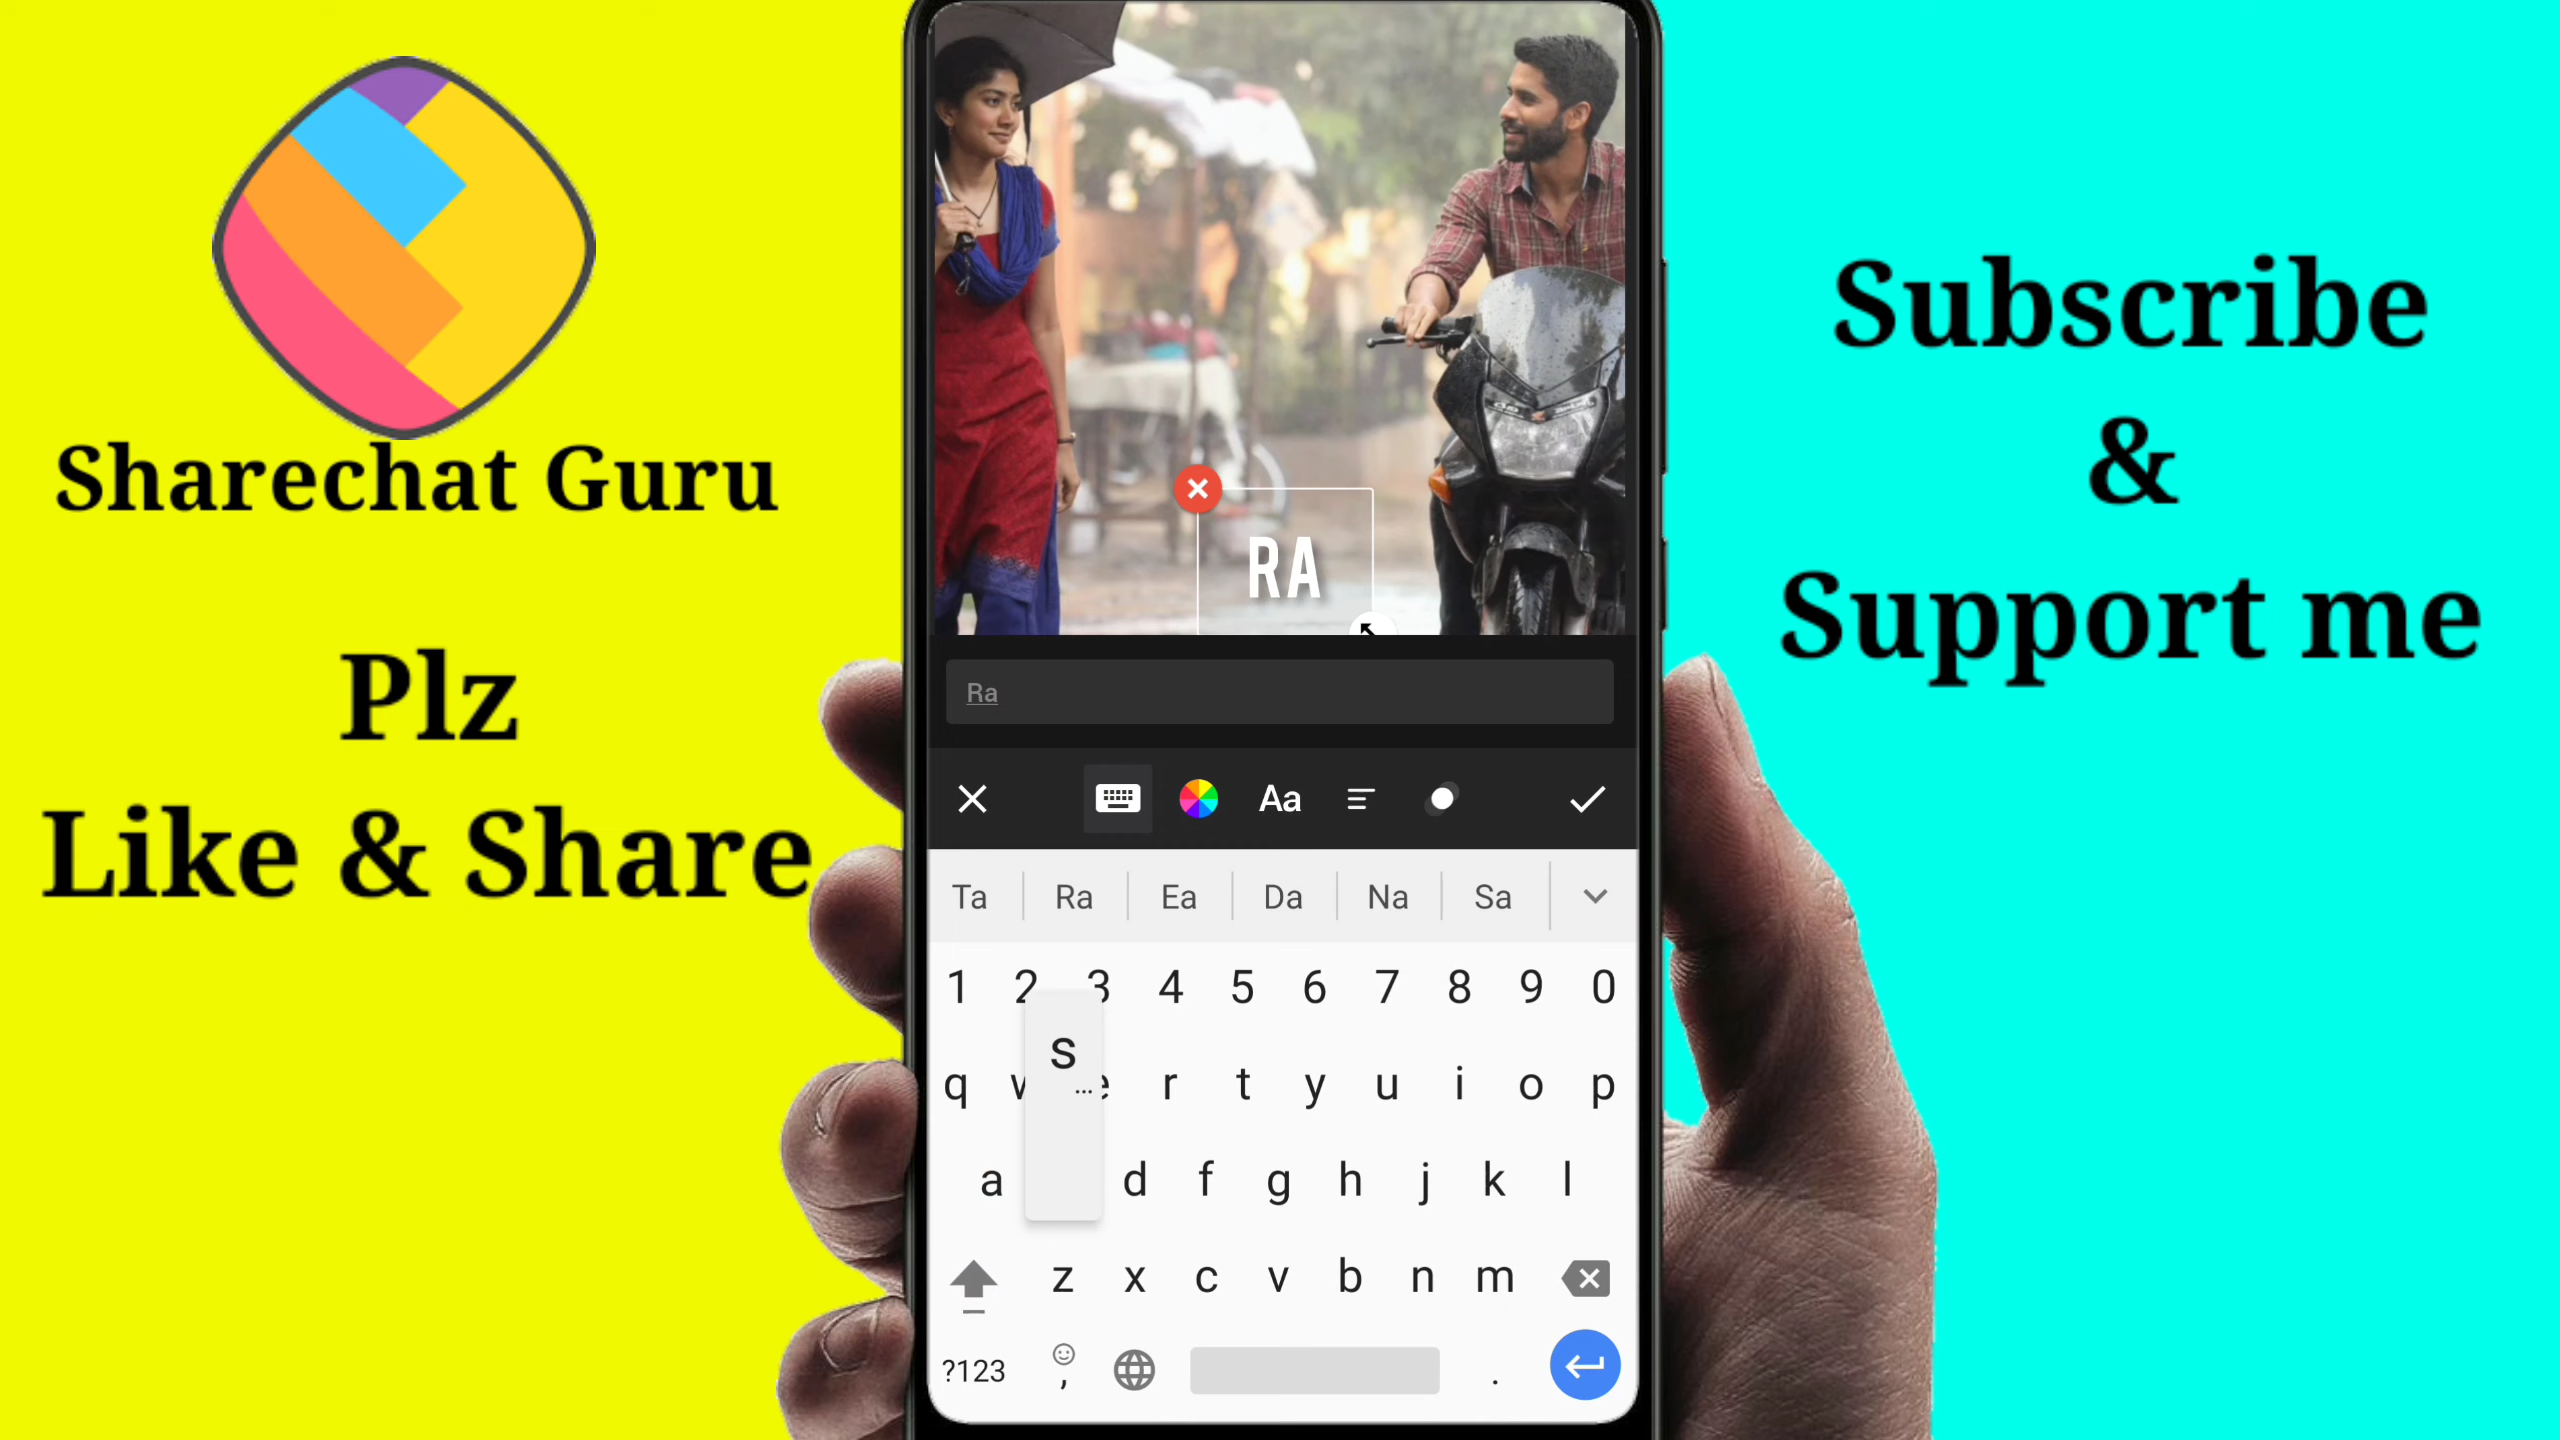 Sharechat Guru
Plz
Like & Share
Subscribe
&
Support me
RA
Ra
Aa
Ta Ra Ea Da Na Sa
1 2 3 4 5 6 7 8 9 0
s
q w e r t y u i o p
a d f g h j k l
z x c v b n m
?123 , .